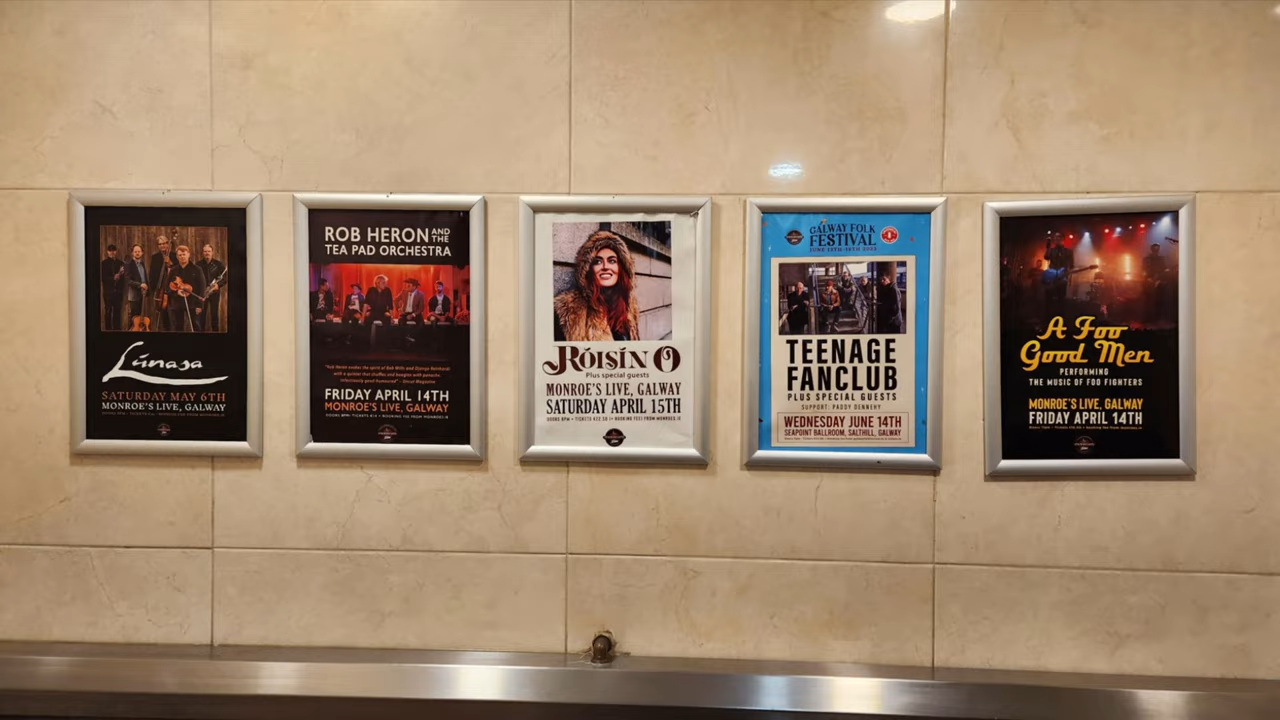 Lúnasa
SATURDAY MAY 6TH
MONROE'S LIVE, GALWAY
ROB HERON AND THE
TEA PAD ORCHESTRA
FRIDAY APRIL 14TH
MONROE'S LIVE, GALWAY
RÓISÍN O
Plus special guests
MONROE'S LIVE, GALWAY
SATURDAY APRIL 15TH
GALWAY FOLK
FESTIVAL
TEENAGE
FANCLUB
PLUS SPECIAL GUESTS
SUPPORT: PADDY DENNEHY
WEDNESDAY JUNE 14TH
SEAPOINT BALLROOM, SALTHILL, GALWAY
A Foo
Good Men
PERFORMING
THE MUSIC OF FOO FIGHTERS
MONROE'S LIVE, GALWAY
FRIDAY APRIL 14TH